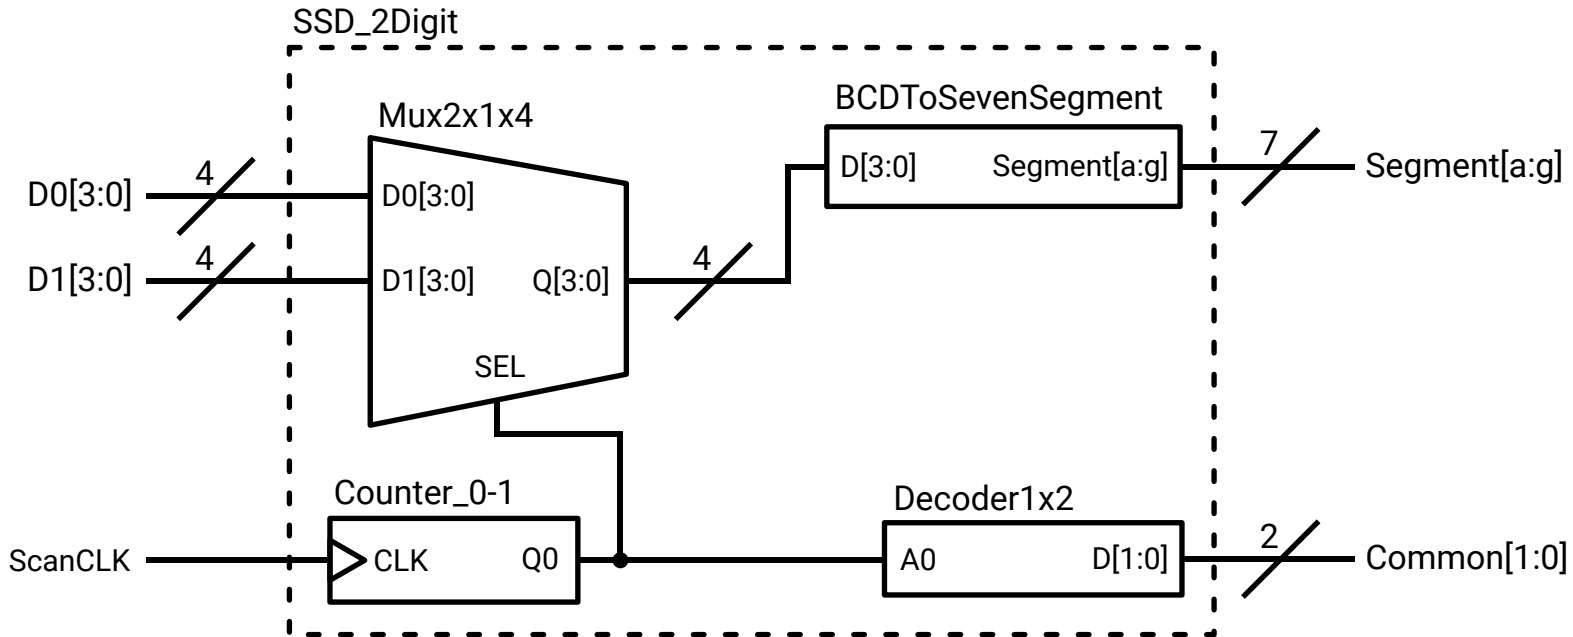 SSD_2Digit
Mux2x1x4
BCDToSevenSegment
D0[3:0]
4
D0[3:0]
D1[3:0]
4
D1[3:0]
Q[3:0]
SEL
4
D[3:0]
Segment[a:g]
7
Segment[a:g]
Counter_0-1
ScanCLK
CLK
Q0
Decoder1x2
A0
D[1:0]
2
Common[1:0]